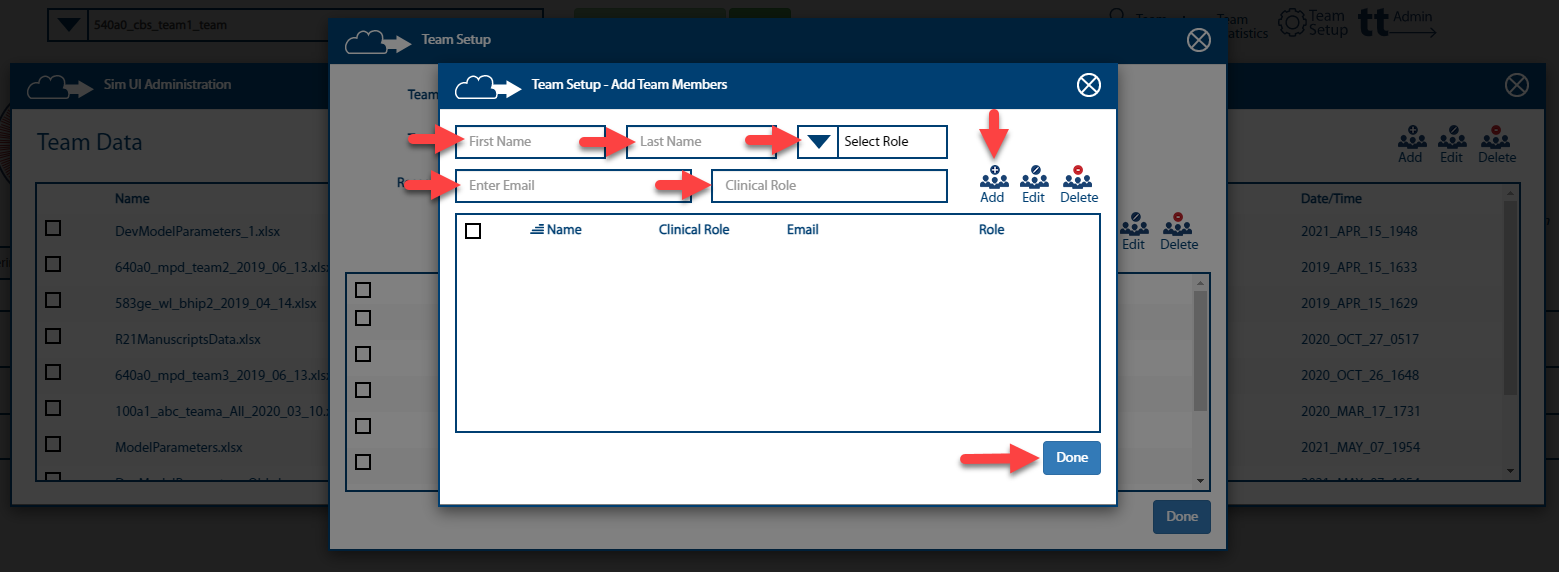 540a0_cbs_team1_team
Team
Team
Statistics
Team
Setup
tt Admin
Team Setup
Sim UI Administration
Team Setup - Add Team Members
Team
First Name
Last Name
Select Role
Team Data
Add
Edit
Delete
Enter Email
Clinical Role
Add
Edit
Delete
Name
Date/Time
Name
Clinical Role
Email
Role
Edit
Delete
DevModelParameters_1.xlsx
2021_APR_15_1948
640a0_mpd_team2_2019_06_13.xlsx
2019_APR_15_1633
583ge_wl_bhip2_2019_04_14.xlsx
2019_APR_15_1629
R21ManuscriptsData.xlsx
2020_OCT_27_0517
640a0_mpd_team3_2019_06_13.xlsx
2020_OCT_26_1648
100a1_abc_teama_All_2020_03_10.
2020_MAR_17_1731
ModelParameters.xlsx
2021_MAY_07_1954
Done
Done